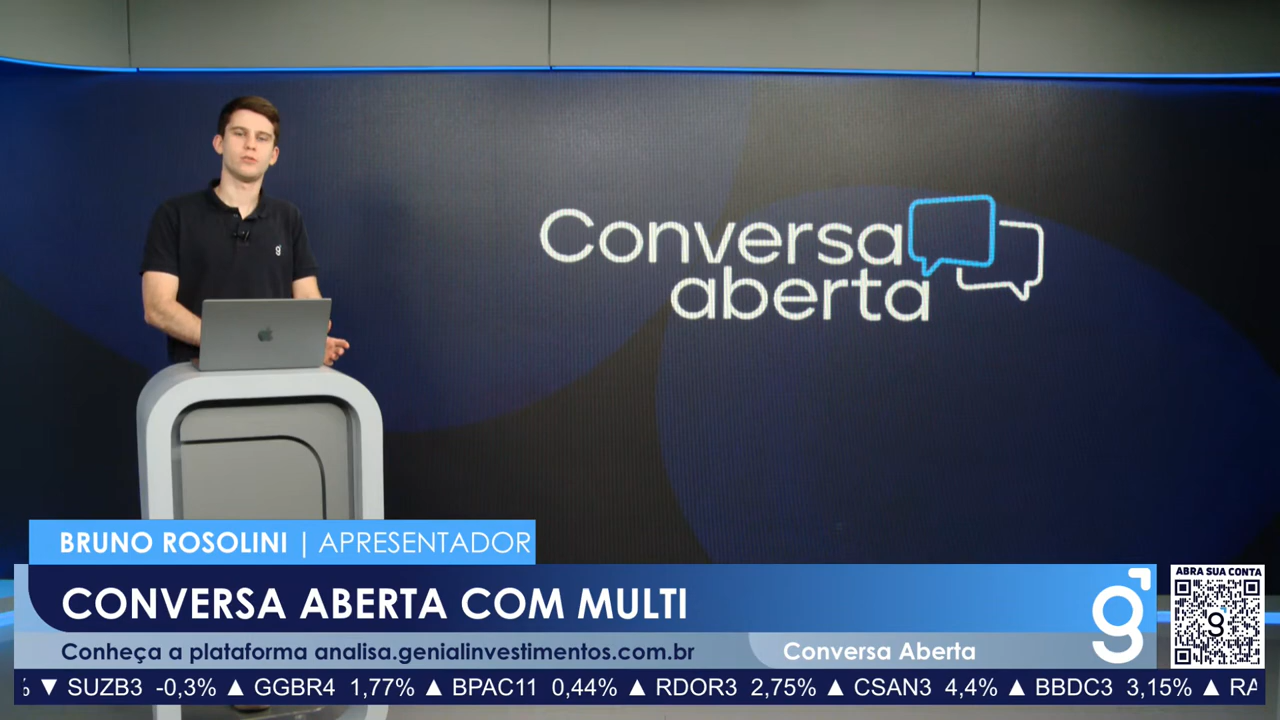 Conversa
aberta
g
BRUNO ROSOLINI | APRESENTADOR
CONVERSA ABERTA COM MULTI
g
ABRA SUA CONTA
g
Conheça a plataforma analisa.genialinvestimentos.com.br
Conversa Aberta
% ▼ SUZB3 -0,3% ▲ GGBR4 1,77% ▲ BPAC11 0,44% ▲ RDOR3 2,75% ▲ CSAN3 4,4% ▲ BBDC3 3,15% ▲ RA